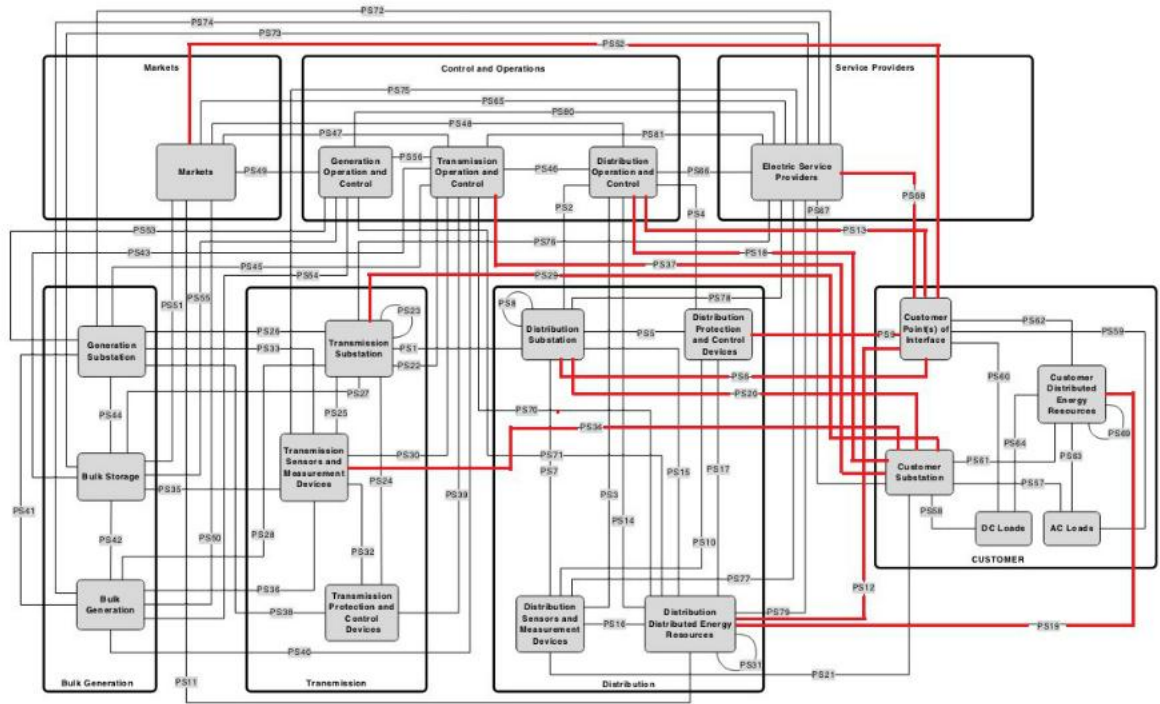 PS72
PS74
PS73
PS52
Markets
Control and Operations
Service Providers
PS75
PS65
PS80
PS48
PS47
PS81
PS56
Markets
PS49
Generation
Operation and
Control
Transmission
Operation and
Control
PS46
Distribution
Operation and
Control
PS66
Electric Service
Providers
PS68
PS67
PS2
PS4
PS53
PS13
PS43
PS76
PS18
PS45
PS54
PS37
PS29
PS51
PS55
PS78
PS8
PS23
Generation
Substation
PS26
PS33
Transmission
Substation
PS1
PS22
Distribution
Substation
PS5
Distribution
Protection
and Control
Devices
PS9
Customer
Point(s) of
Interface
PS62
PS59
PS6
PS60
PS27
PS20
Customer
Distributed
Energy
Resources
PS44
PS25
PS70
PS69
PS34
PS64
PS63
Bulk Storage
Transmission
Sensors and
Measurement
Devices
PS30
PS71
PS7
PS15
PS17
Customer
Substation
PS61
PS57
PS35
PS24
PS39
PS3
PS58
PS41
PS14
DC Loads
AC Loads
PS42
PS50
PS28
PS32
PS10
CUSTOMER
PS77
PS12
Bulk
Generation
PS36
PS38
Transmission
Protection and
Control
Devices
Distribution
Sensors and
Measurement
Devices
PS16
Distribution
Distributed Energy
Resources
PS79
PS19
PS40
PS31
PS21
Bulk Generation
PS11
Transmission
Distribution